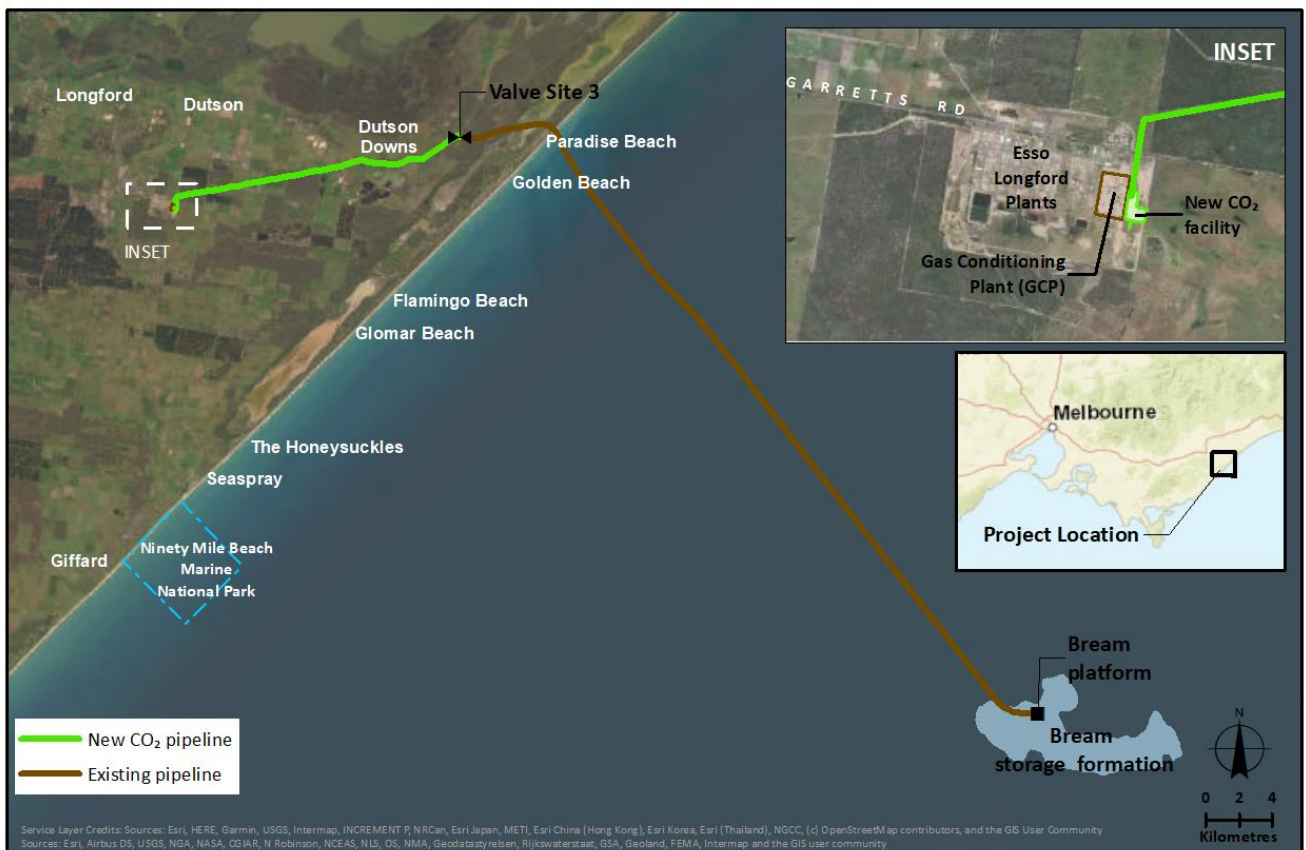 Longford
Dutson
Dutson
Downs
Valve Site 3
Paradise Beach
Golden Beach
INSET
Flamingo Beach
Glomar Beach
The Honeysuckles
Seaspray
Giffard
Ninety Mile Beach
Marine
National Park
INSET
GARRETTS RD
Esso
Longford
Plants
New CO₂
facility
Gas Conditioning
Plant (GCP)
Melbourne
Project Location
Bream
platform
Bream
storage formation
New CO₂ pipeline
Existing pipeline
N
0 2 4
Kilometres
Service Layer Credits: Sources: Esri, HERE, Garmin, USGS, Intermap, INCREMENT P, NRCan, Esri Japan, METI, Esri China (Hong Kong), Esri Korea, Esri (Thailand), NGCC, (c) OpenStreetMap contributors, and the GIS User Community
Sources: Esri, Airbus DS, USGS, NGA, NASA, CGIAR, N Robinson, NCEAS, NLS, OS, NMA, Geodatastyrelsen, Rijkswaterstaat, GSA, Geoland, FEMA, Intermap and the GIS user community